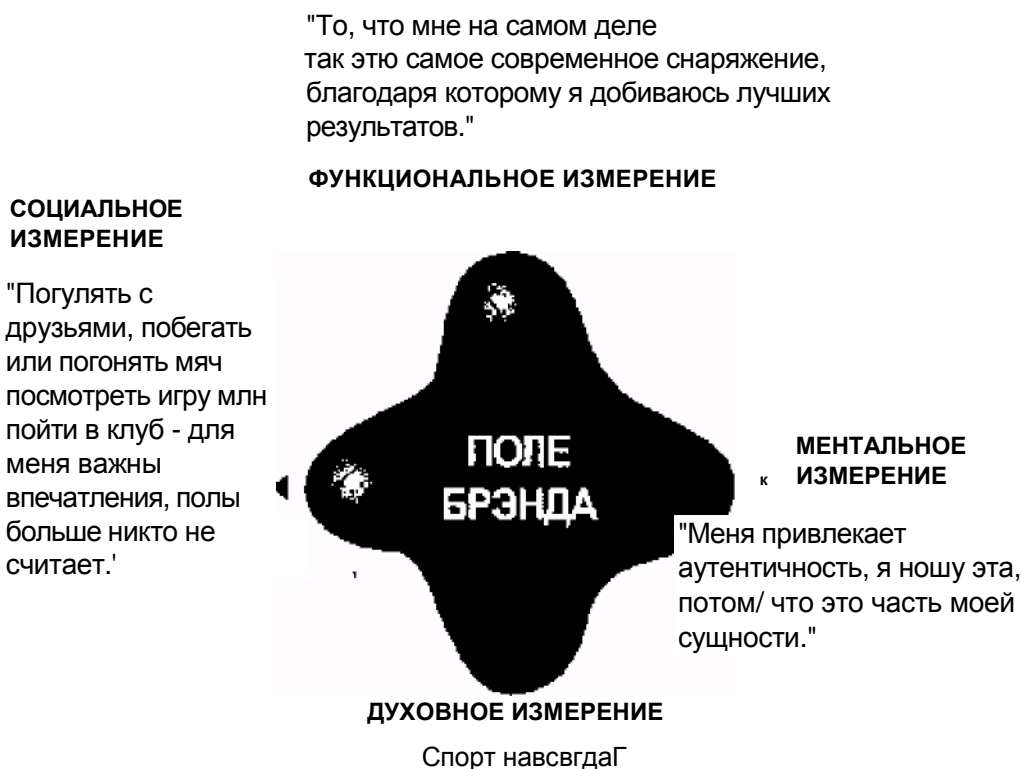 "То, что мне на самом деле
так этю самое современное снаряжение,
благодаря которому я добиваюсь лучших
результатов."
ФУНКЦИОНАЛЬНОЕ ИЗМЕРЕНИЕ
СОЦИАЛЬНОЕ
ИЗМЕРЕНИЕ
"Погулять с
друзьями, побегать
или погонять мяч
посмотреть игру млн
пойти в клуб - для
меня важны
впечатления, полы
больше никто не
считает.'
ПОЛЕ
БРЭНДА
к
МЕНТАЛЬНОЕ
ИЗМЕРЕНИЕ
"Меня привлекает
аутентичность, я ношу эта,
потом/ что это часть моей
сущности."
ДУХОВНОЕ ИЗМЕРЕНИЕ
Спорт навсвгдаГ